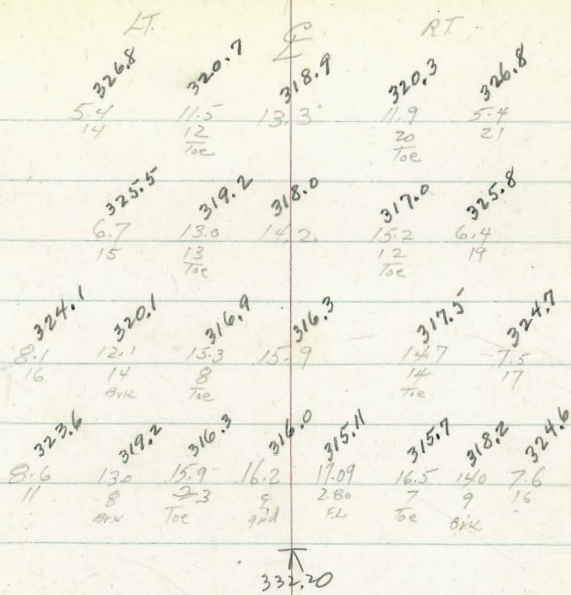 LT. ℄ RT.
326.8 320.7 318.9 320.3 326.8
5.4 11.5 13.3 11.9 5.4
14 12 20 21
Toe Toe
325.5 319.2 318.0 317.0 325.8
6.7 13.0 14.2 15.2 6.4
15 13 12 19
Toe Toe
324.1 320.1 316.9 316.3 317.5 324.7
8.1 12.1 15.3 15.9 14.7 7.5
16 14 8 14 17
Brk Toe Toe
323.6 319.2 316.3 316.0 315.11 315.7 318.2 324.6
8.6 13.0 15.9 16.2 17.09 16.5 14.0 7.6
11 8 3 2.80 7 9 16
Brk Toe grd FL Toe Brk
332.20